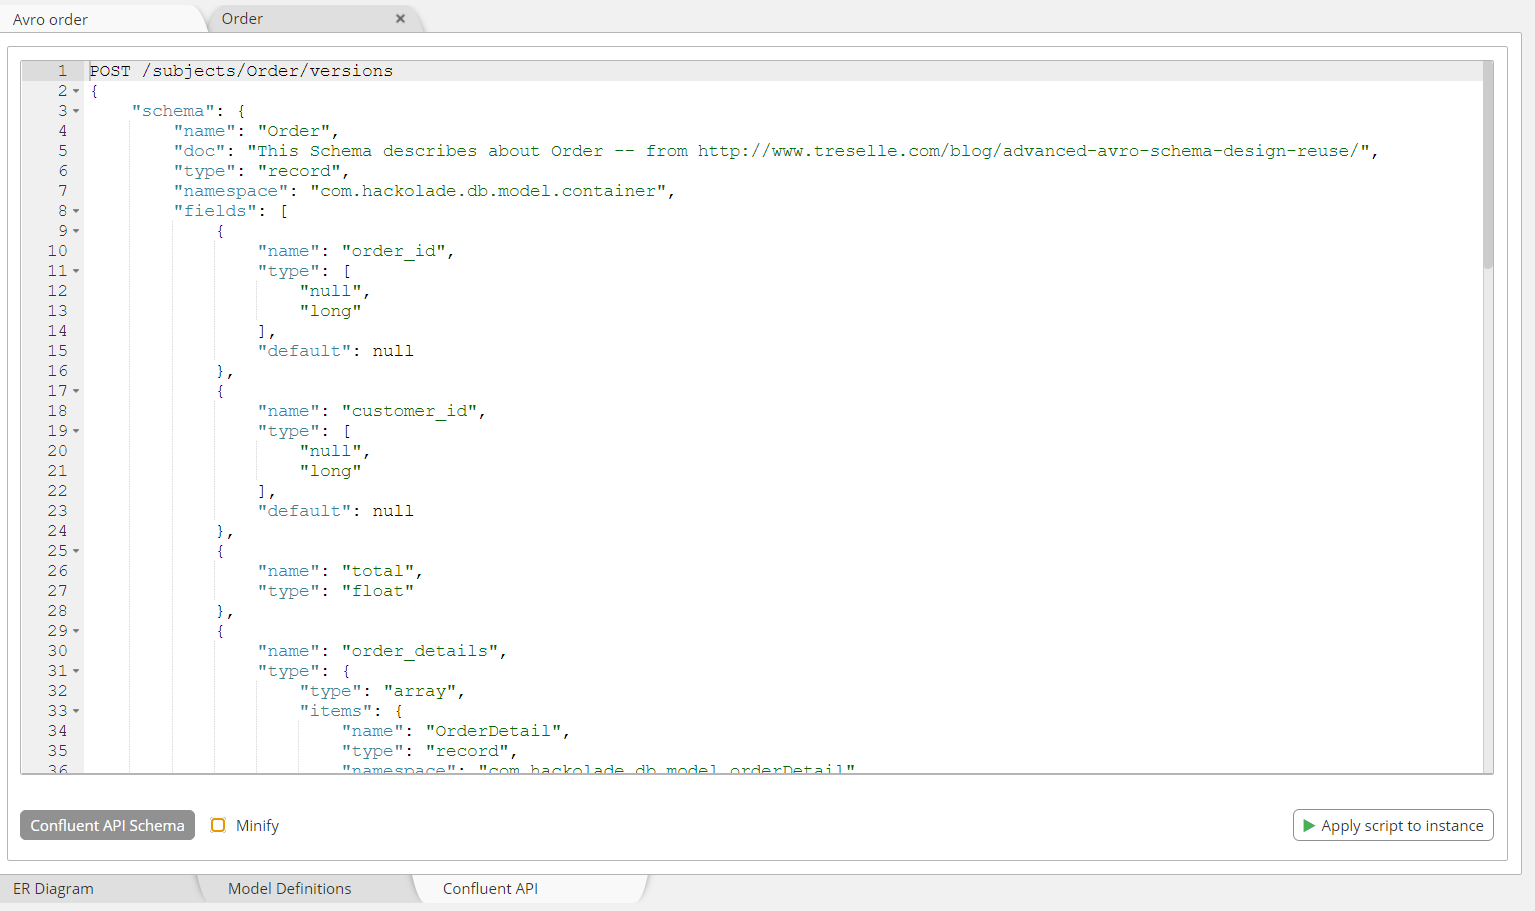 Avro order
Order ×
1 POST /subjects/Order/versions
2 {
3 "schema": {
4 "name": "Order",
5 "doc": "This Schema describes about Order -- from http://www.treselle.com/blog/advanced-avro-schema-design-reuse/",
6 "type": "record",
7 "namespace": "com.hackolade.db.model.container",
8 "fields": [
9 {
10 "name": "order_id",
11 "type": [
12 "null",
13 "long"
14 ],
15 "default": null
16 },
17 {
18 "name": "customer_id",
19 "type": [
20 "null",
21 "long"
22 ],
23 "default": null
24 },
25 {
26 "name": "total",
27 "type": "float"
28 },
29 {
30 "name": "order_details",
31 "type": {
32 "type": "array",
33 "items": {
34 "name": "OrderDetail",
35 "type": "record",
36 "namespace": "com.hackolade.db.model.orderDetail"
Confluent API Schema
Minify
Apply script to instance
ER Diagram
Model Definitions
Confluent API